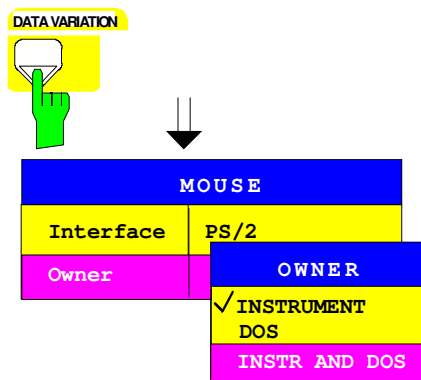 DATA VARIATION
MOUSE
Interface PS/2
Owner
OWNER
INSTRUMENT
DOS
INSTR AND DOS